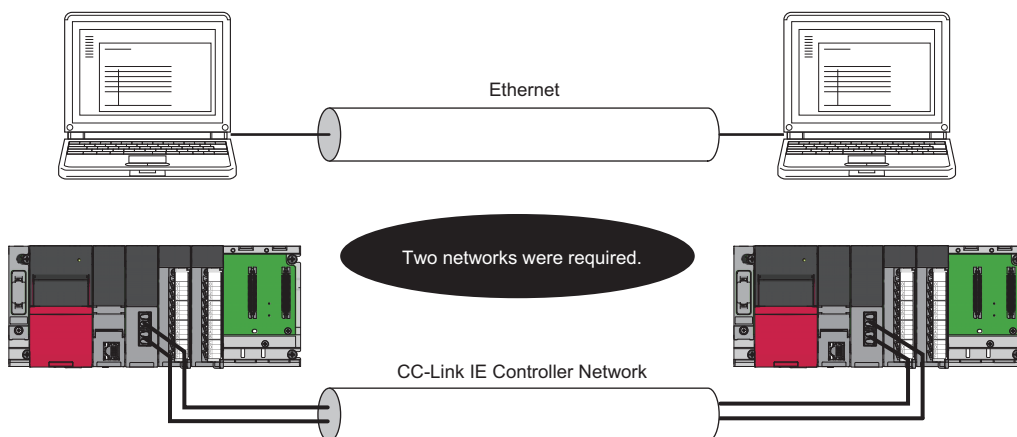 Ethernet
Two networks were required.
CC-Link IE Controller Network